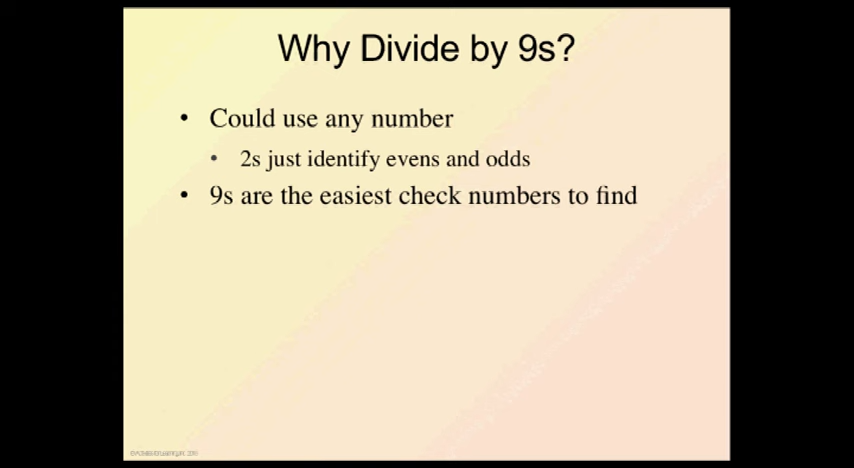 Why Divide by 9s?
• Could use any number
• 2s just identify evens and odds
• 9s are the easiest check numbers to find